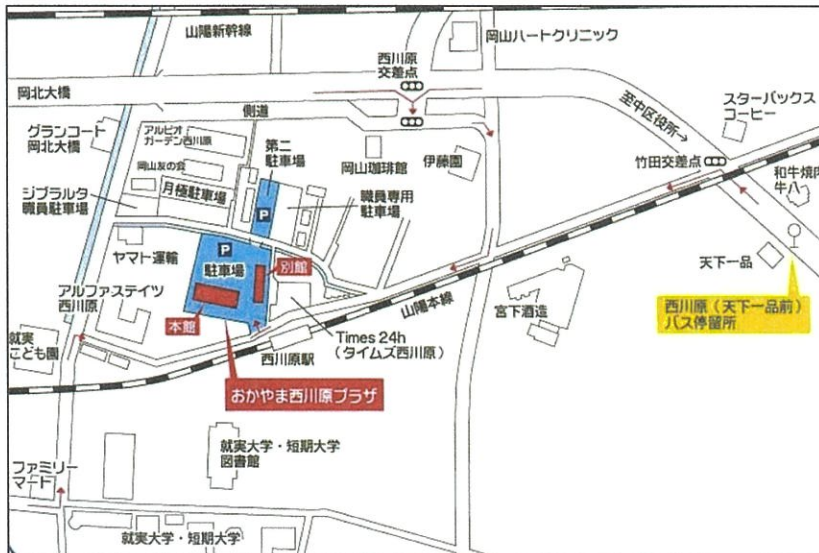 山陽新幹線
岡山ハートクリニック
西川原
交差点
岡北大橋
側道
スターバックス
コーヒー
至中区役所→
グランコート
岡北大橋
アルビオ
ガーデン西川原
第二
駐車場
岡山珈琲館
伊藤園
竹田交差点
岡山友の会
和牛焼肉
牛八
ジブラルタ
職員駐車場
月極駐車場
職員専用
駐車場
P
P
ヤマト運輸
駐車場
別館
天下一品
アルファステイツ
西川原
山陽本線
宮下酒造
西川原(天下一品前)
バス停留所
本館
就実
こども園
Times 24h
(タイムズ西川原)
西川原駅
おかやま西川原プラザ
就実大学・短期大学
図書館
ファミリー
マート
就実大学・短期大学